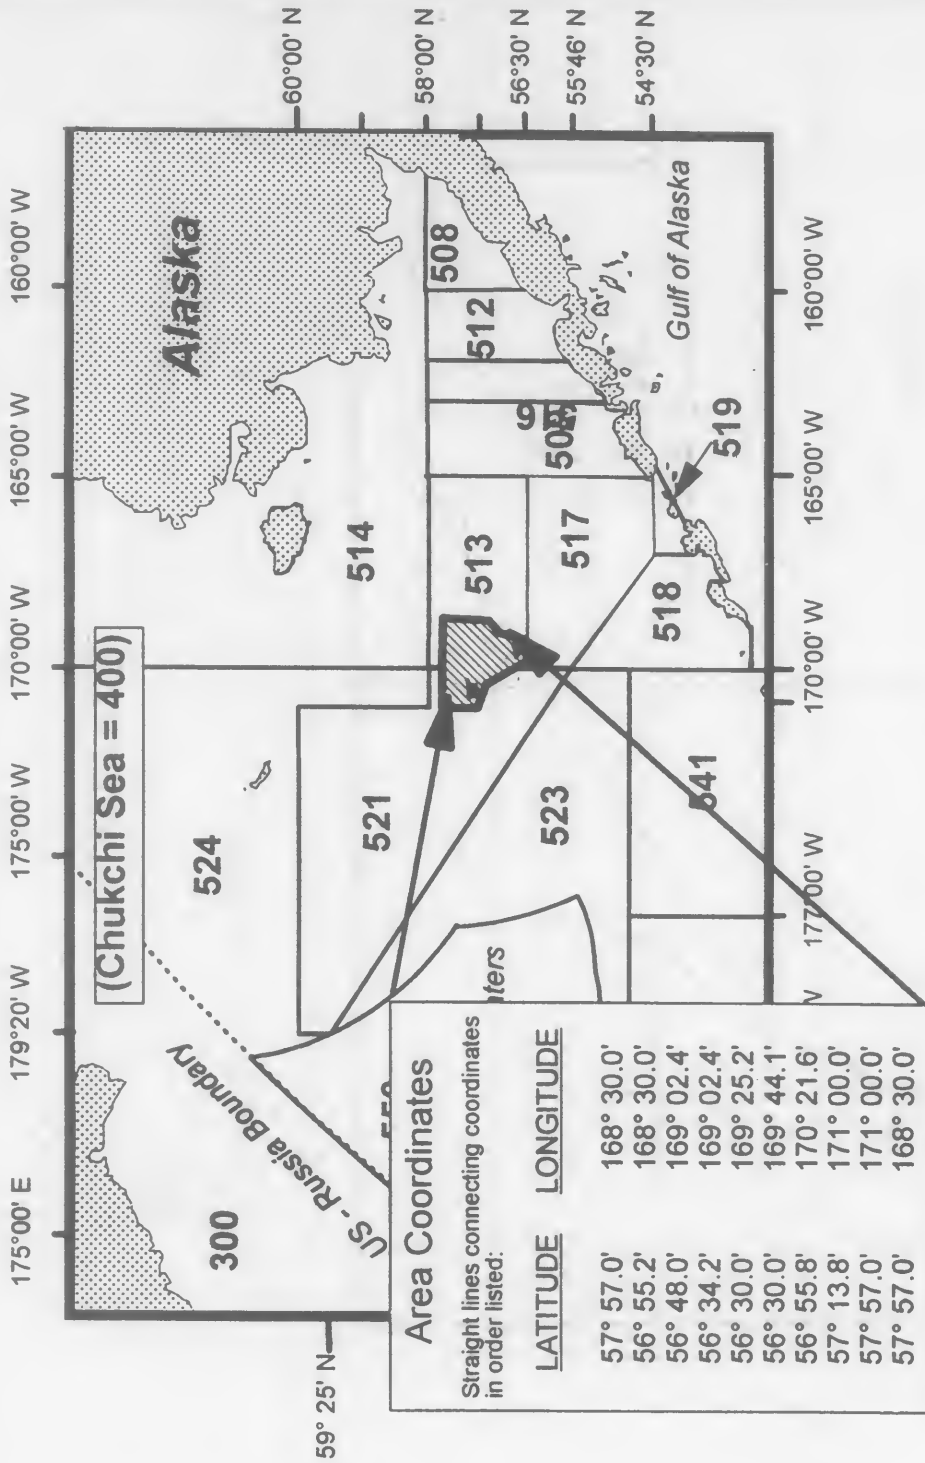 175°00' E
179°20' W
175°00' W
170°00' W
165°00' W
160°00' W
(Chukchi Sea = 400)
Alaska
60°00' N
58°00' N
56°30' N
55°46' N
54°30' N
59° 25' N
US - Russia Boundary
300
524
514
521
513
512
508
517
523
518
519
541
Gulf of Alaska
177°00' W
170°00' W
165°00' W
160°00' W
Area Coordinates
Straight lines connecting coordinates
in order listed:
LATITUDE LONGITUDE
57° 57.0' 168° 30.0'
56° 55.2' 168° 30.0'
56° 48.0' 169° 02.4'
56° 34.2' 169° 02.4'
56° 30.0' 169° 25.2'
56° 30.0' 169° 44.1'
56° 55.8' 170° 21.6'
57° 13.8' 171° 00.0'
57° 57.0' 171° 00.0'
57° 57.0' 168° 30.0'